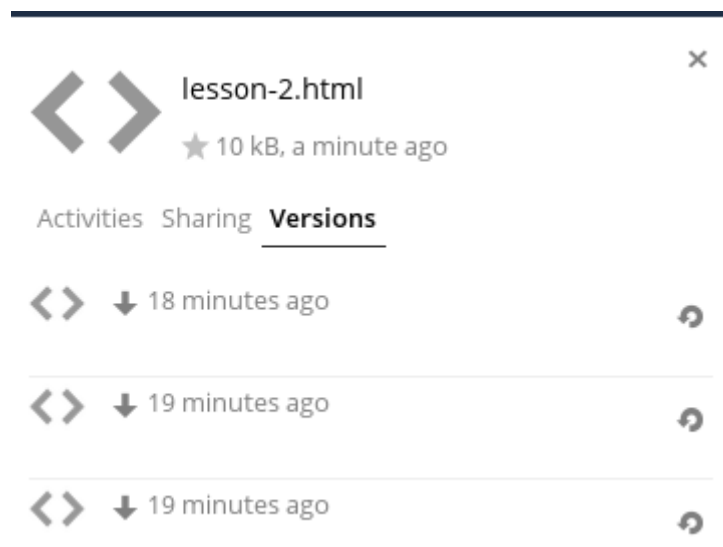 lesson-2.html
10 kB, a minute ago
Activities Sharing Versions
18 minutes ago
19 minutes ago
19 minutes ago